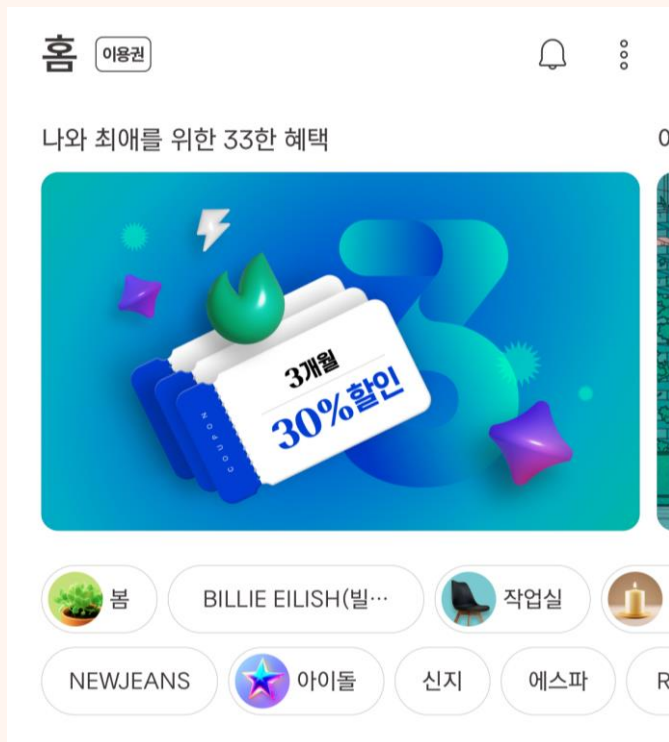 홈 이용권
나와 최애를 위한 33한 혜택
3
3개월
30%할인
COUPON
봄 BILLIE EILISH(빌… 작업실
NEWJEANS 아이돌 신지 에스파 R